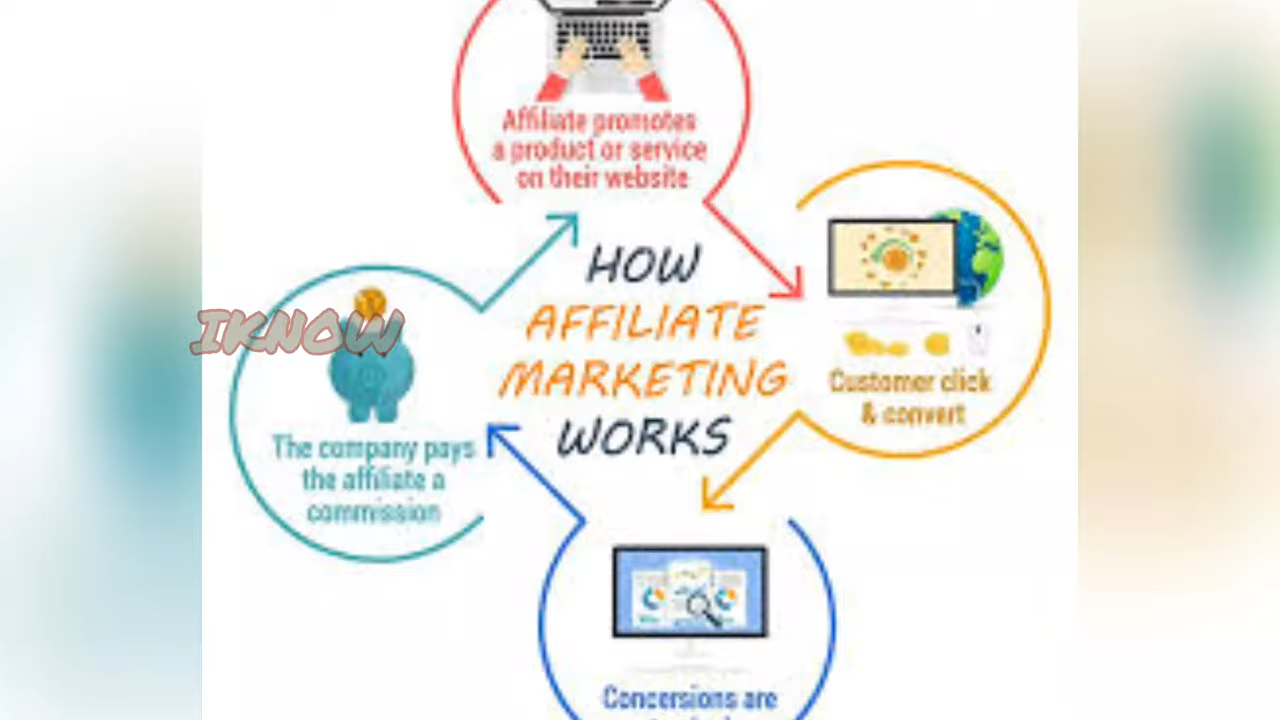 Affiliate promotes
a product or service
on their website
HOW
AFFILIATE
MARKETING
WORKS
Customer click
& convert
Concersions are
IKNOW
The company pays
the affiliate a
commission